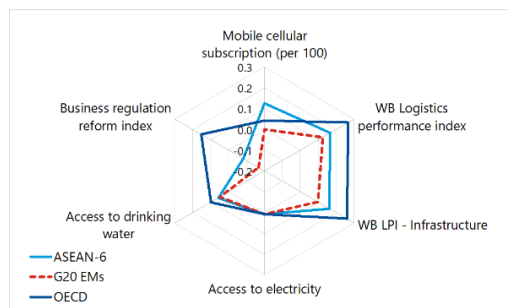 Mobile cellular
subscription (per 100)
0.3
0.2
0.1
0.0
-0.1
-0.2
WB Logistics
performance index
WB LPI - Infrastructure
Access to electricity
Access to drinking
water
Business regulation
reform index
ASEAN-6
G20 EMs
OECD